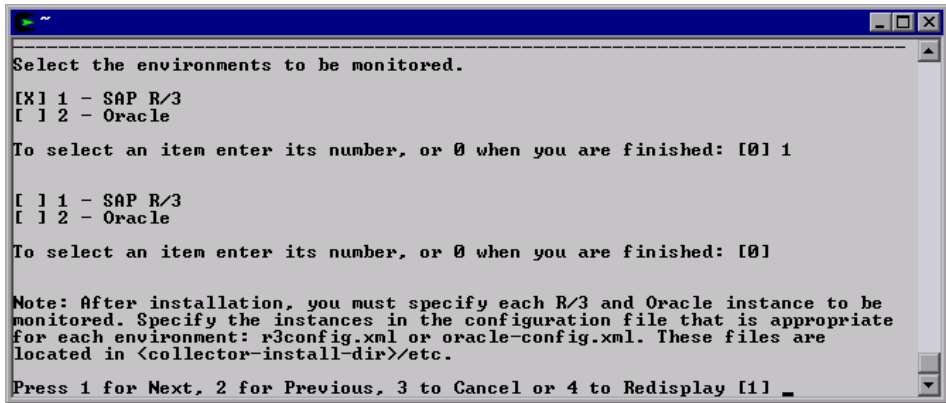 ~
--------------------------------------------------------------------------------
Select the environments to be monitored.
[X] 1 - SAP R/3
[ ] 2 - Oracle
To select an item enter its number, or 0 when you are finished: [0] 1
[ ] 1 - SAP R/3
[ ] 2 - Oracle
To select an item enter its number, or 0 when you are finished: [0]
Note: After installation, you must specify each R/3 and Oracle instance to be
monitored. Specify the instances in the configuration file that is appropriate
for each environment: r3config.xml or oracle-config.xml. These files are
located in <collector-install-dir>/etc.
Press 1 for Next, 2 for Previous, 3 to Cancel or 4 to Redisplay [1] _